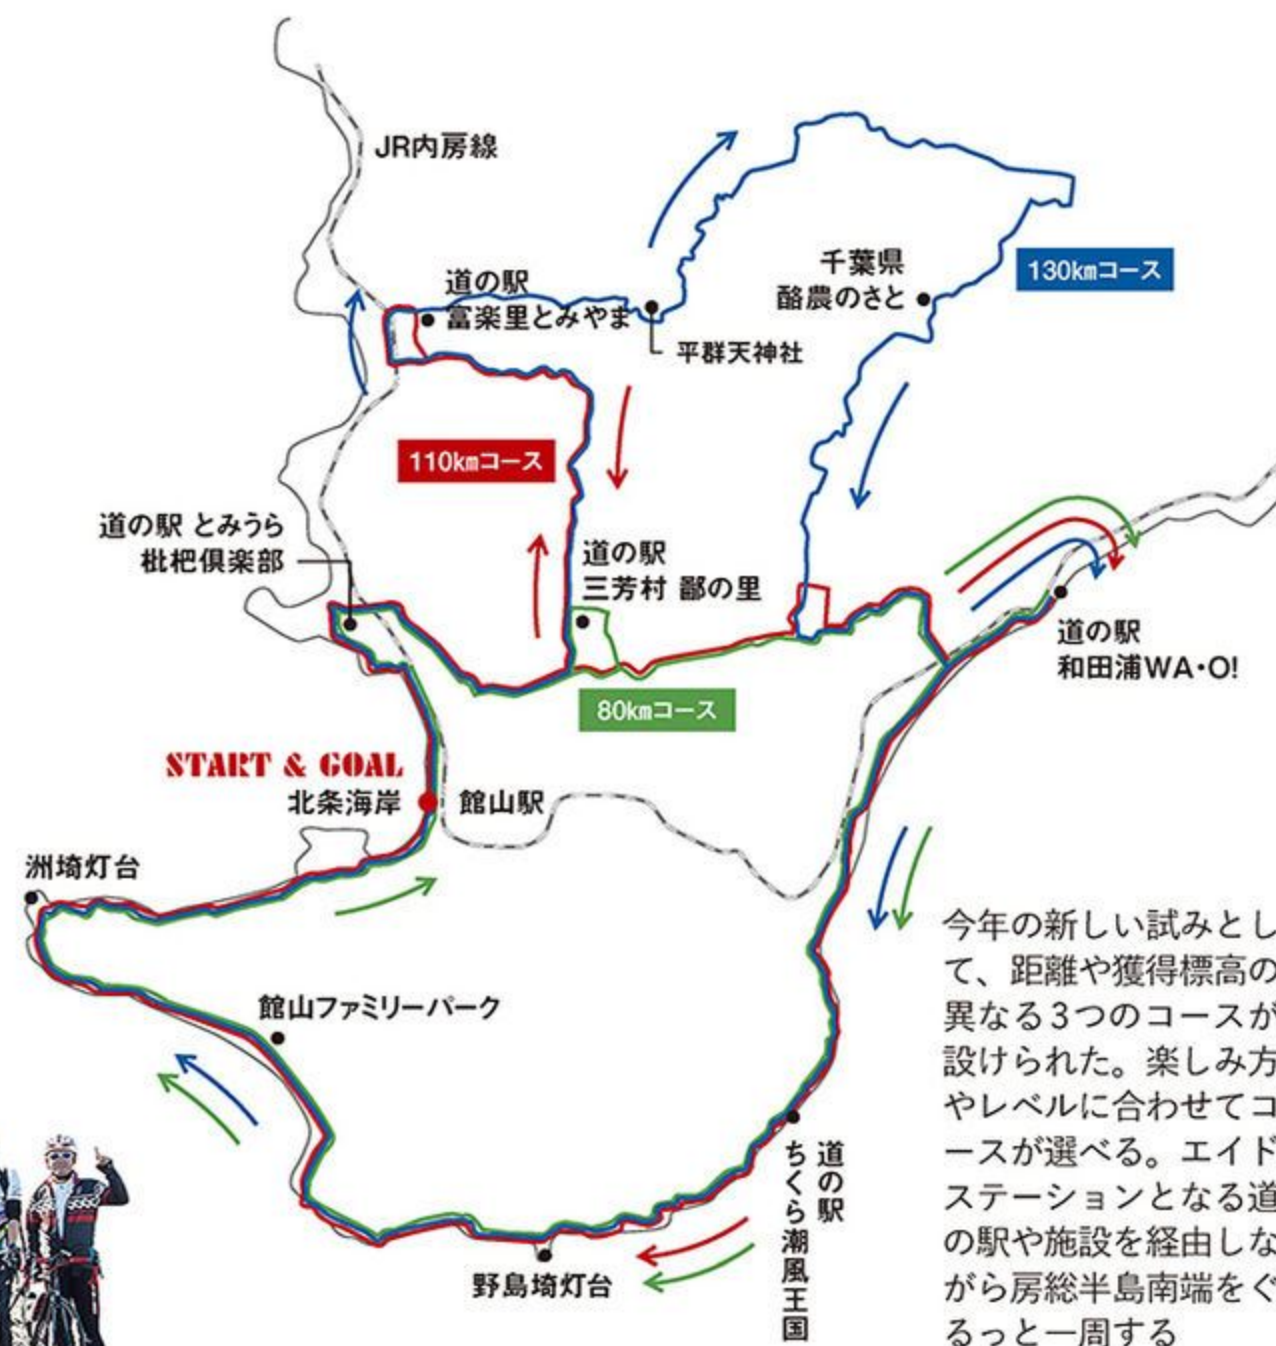 JR内房線
道の駅
富楽里とみやま
平群天神社
千葉県
酪農のさと
130kmコース
110kmコース
道の駅 とみうら
枇杷倶楽部
道の駅
三芳村 鄙の里
80kmコース
道の駅
和田浦WA・O!
START & GOAL
北条海岸
館山駅
洲埼灯台
館山ファミリーパーク
道の駅
ちくら潮風王国
野島埼灯台
今年の新しい試みとし
て、距離や獲得標高の
異なる3つのコースが
設けられた。楽しみ方
やレベルに合わせてコ
ースが選べる。エイド
ステーションとなる道
の駅や施設を経由しな
がら房総半島南端をぐ
るっと一周する